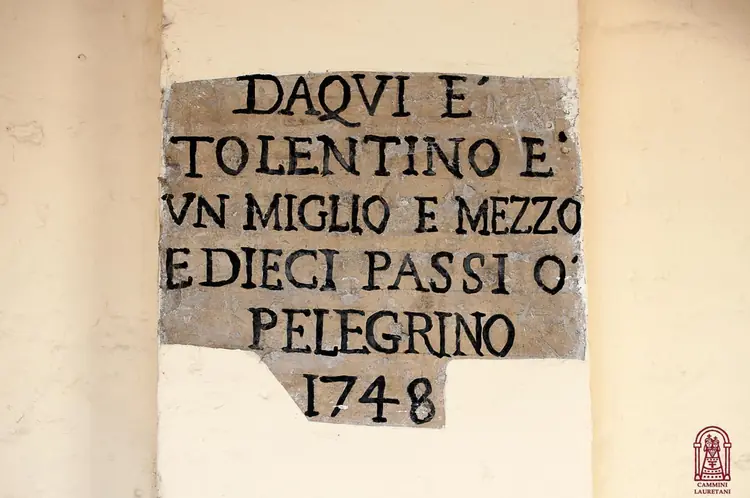 DAQVI E´
TOLENTINO E´
VN MIGLIO E MEZZO
E DIECI PASSI O´
PELEGRINO
1748
CAMMINI
LAURETANI